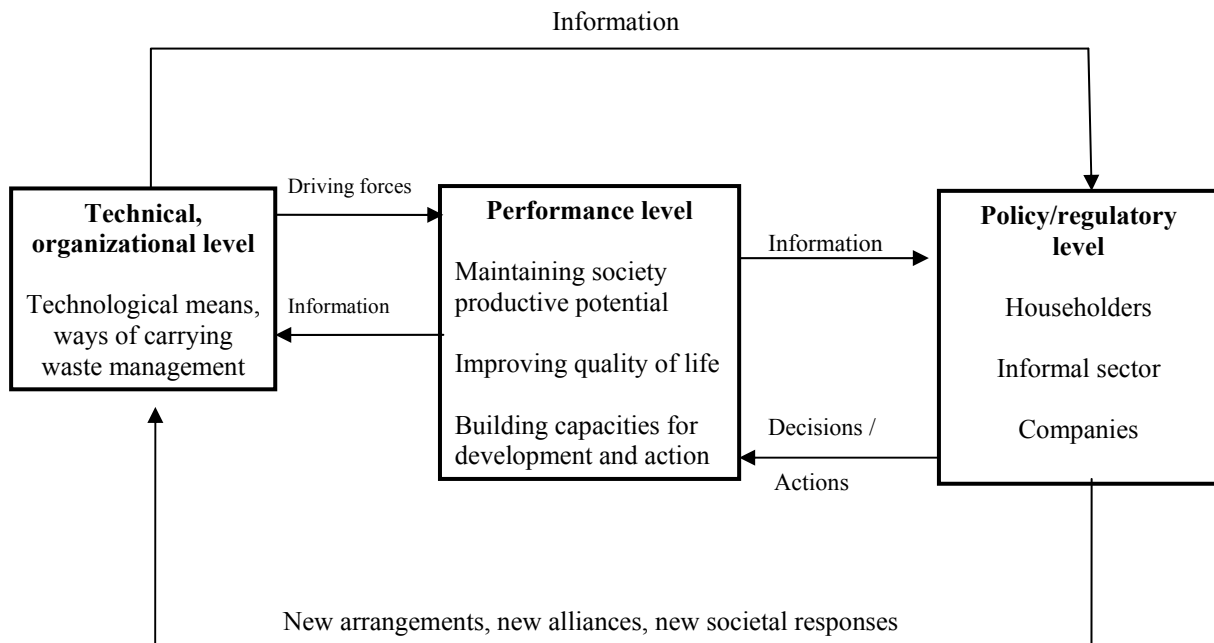 Information
Driving forces
Technical,
organizational level
Technological means,
ways of carrying
waste management
Information
Performance level
Maintaining society
productive potential
Improving quality of life
Building capacities for
development and action
Information
Decisions /
Actions
Policy/regulatory
level
Householders
Informal sector
Companies
New arrangements, new alliances, new societal responses